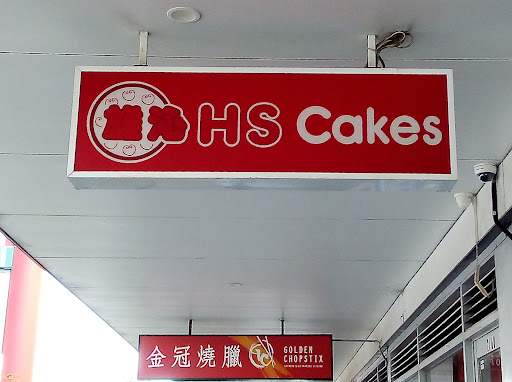 HS Cakes
金冠燒臘
GOLDEN
CHOPSTIX